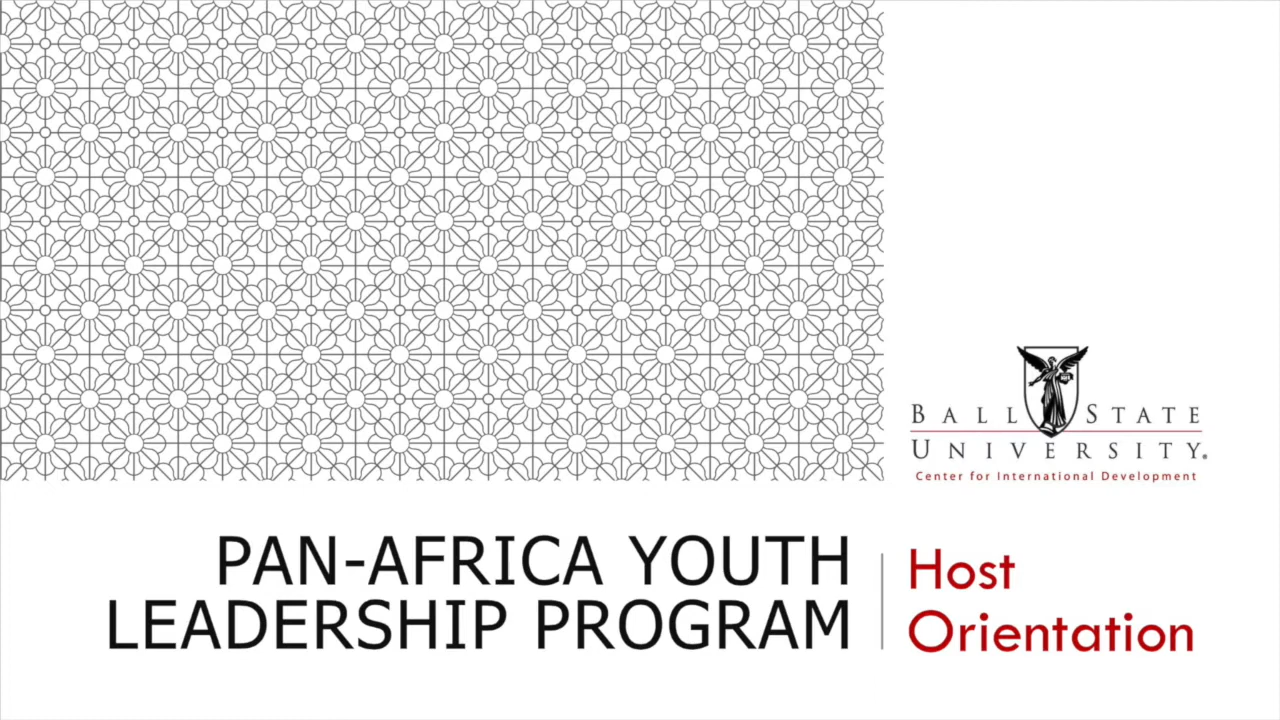 BALL STATE
UNIVERSITY®
Center for International Development
PAN-AFRICA YOUTH
LEADERSHIP PROGRAM
Host
Orientation